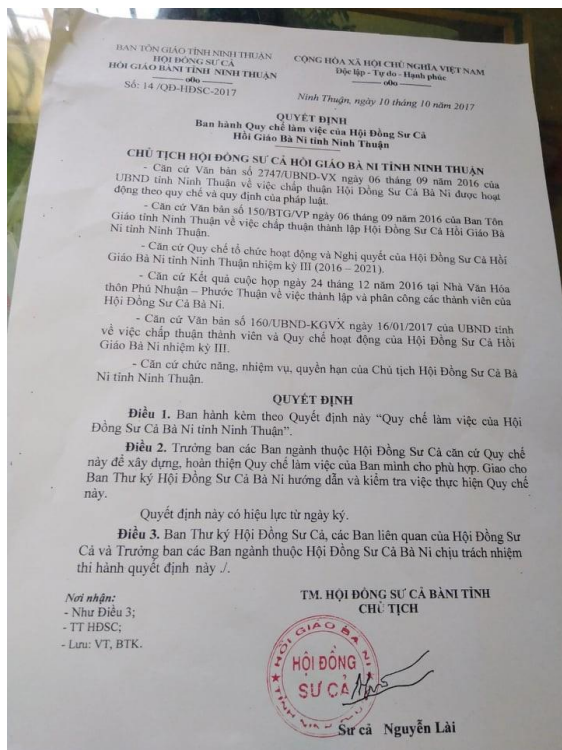 BAN TÔN GIÁO TỈNH NINH THUẬN
HỘI ĐỒNG SƯ CẢ
HỒI GIÁO BÀNI TỈNH NINH THUẬN
o0o
Số: 14 /QĐ-HĐSC-2017
CỘNG HÒA XÃ HỘI CHỦ NGHĨA VIỆT NAM
Độc lập - Tự do - Hạnh phúc
o0o
Ninh Thuận, ngày 10 tháng 10 năm 2017
QUYẾT ĐỊNH
Ban hành Quy chế làm việc của Hội Đồng Sư Cả
Hồi Giáo Bà Ni tỉnh Ninh Thuận
CHỦ TỊCH HỘI ĐỒNG SƯ CẢ HỒI GIÁO BÀ NI TỈNH NINH THUẬN
- Căn cứ Văn bản số 2747/UBND-VX ngày 06 tháng 09 năm 2016 của
UBND tỉnh Ninh Thuận về việc chấp thuận Hội Đồng Sư Cả Bà Ni được hoạt
động theo quy chế và quy định của pháp luật.
- Căn cứ Văn bản số 150/BTG/VP ngày 06 tháng 09 năm 2016 của Ban Tôn
Giáo tỉnh Ninh Thuận về việc chấp thuận thành lập Hội Đồng Sư Cả Hồi Giáo Bà
Ni tỉnh Ninh Thuận.
- Căn cứ Quy chế tổ chức hoạt động và Nghị quyết của Hội Đồng Sư Cả Hồi
Giáo Bà Ni tỉnh Ninh Thuận nhiệm kỳ III (2016 – 2021).
- Căn cứ Kết quả cuộc họp ngày 24 tháng 12 năm 2016 tại Nhà Văn Hóa
thôn Phú Nhuận – Phước Thuận về việc thành lập và phân công các thành viên của
Hội Đồng Sư Cả Bà Ni.
- Căn cứ Văn bản số 160/UBND-KGVX ngày 16/01/2017 của UBND tỉnh
về việc chấp thuận thành viên và Quy chế hoạt động của Hội Đồng Sư Cả Hồi
Giáo Bà Ni nhiệm kỳ III.
- Căn cứ chức năng, nhiệm vụ, quyền hạn của Chủ tịch Hội Đồng Sư Cả Bà
Ni tỉnh Ninh Thuận.
QUYẾT ĐỊNH
Điều 1. Ban hành kèm theo Quyết định này “Quy chế làm việc của Hội
Đồng Sư Cả Bà Ni tỉnh Ninh Thuận”.
Điều 2. Trưởng ban các Ban ngành thuộc Hội Đồng Sư Cả căn cứ Quy chế
này để xây dựng, hoàn thiện Quy chế làm việc của Ban mình cho phù hợp. Giao cho
Ban Thư ký Hội Đồng Sư Cả Bà Ni hướng dẫn và kiểm tra việc thực hiện Quy chế
này.
Quyết định này có hiệu lực từ ngày ký.
Điều 3. Ban Thư ký Hội Đồng Sư Cả, các Ban liên quan của Hội Đồng Sư
Cả và Trưởng ban các Ban ngành thuộc Hội Đồng Sư Cả Bà Ni chịu trách nhiệm
thi hành quyết định này ./.
Nơi nhận:
- Như Điều 3;
- TT HĐSC;
- Lưu: VT, BTK.
TM. HỘI ĐỒNG SƯ CẢ BÀNI TỈNH
CHỦ TỊCH
HỒI GIÁO BÀ NI
HỘI ĐỒNG
SƯ CẢ
Sư cả Nguyễn Lài